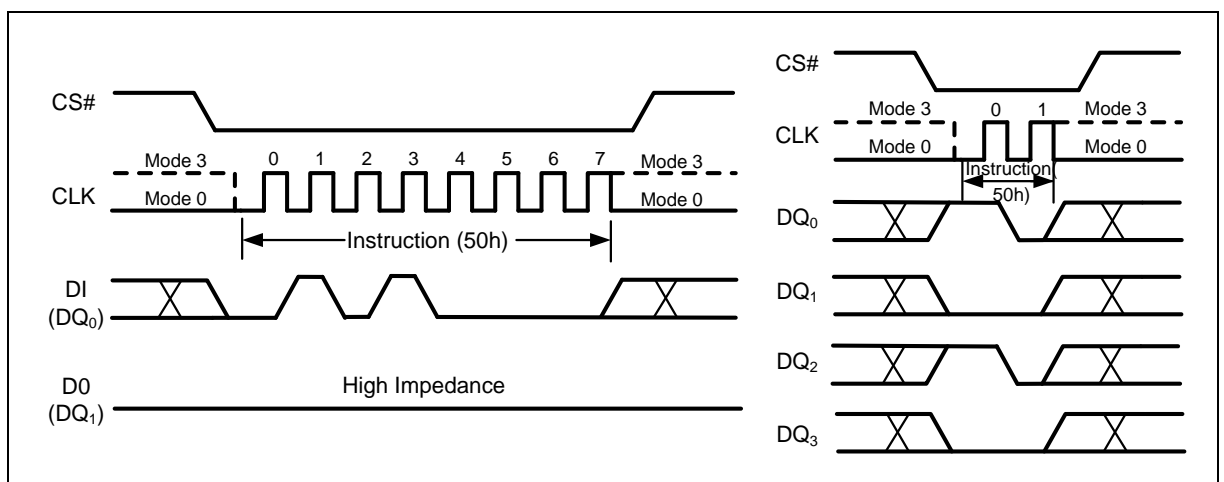 CS#
0 1 2 3 4 5 6 7
Mode 3 Mode 3
CLK
Mode 0 Mode 0
Instruction (50h)
DI
(DQ0)
D0
(DQ1)
High Impedance
CS#
0 1
Mode 3 Mode 3
CLK
Mode 0 Mode 0
Instruction(
50h)
DQ0
DQ1
DQ2
DQ3